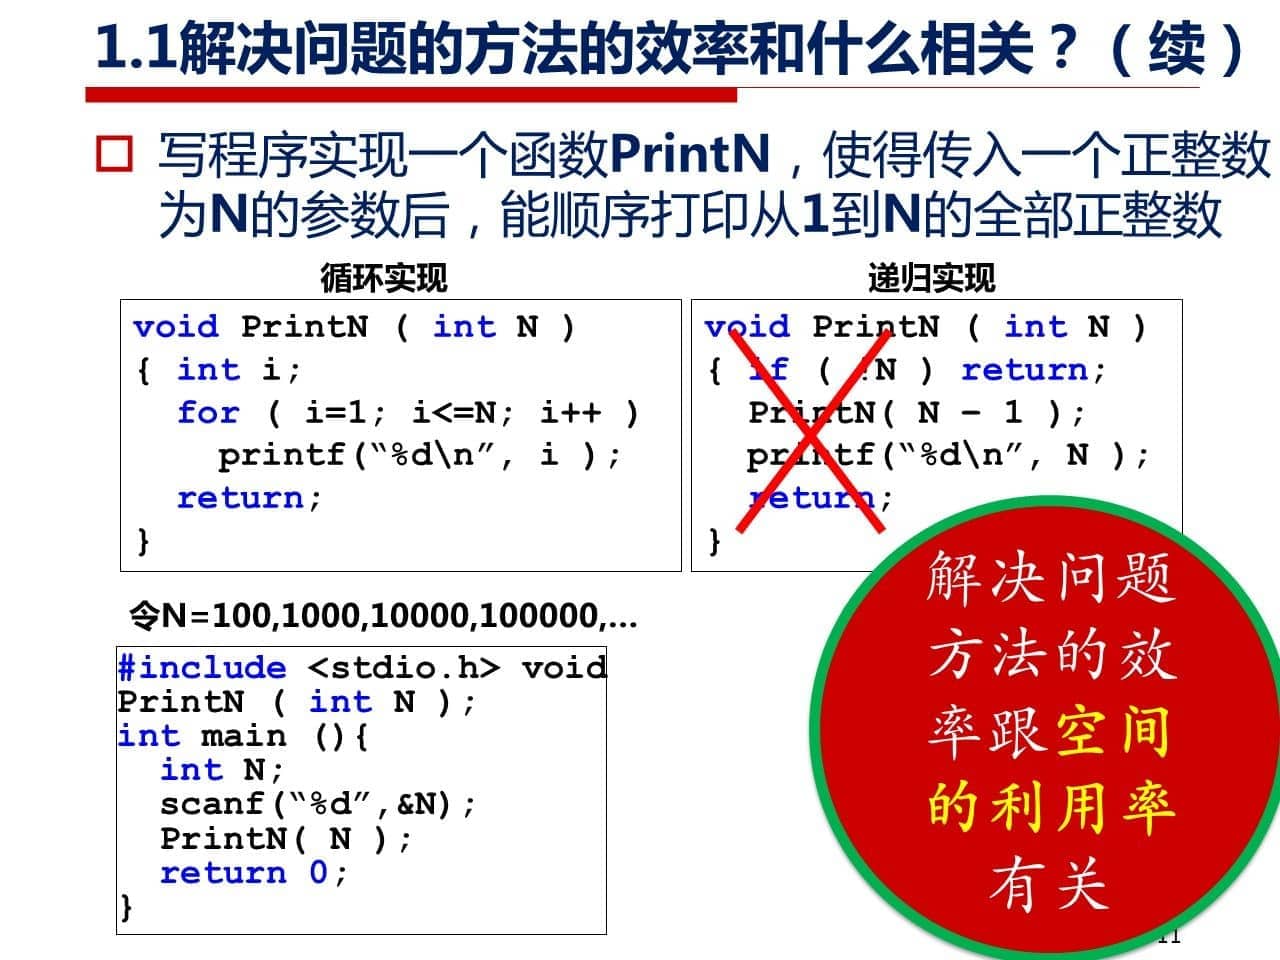 1.1解决问题的方法的效率和什么相关？（续）
写程序实现一个函数PrintN，使得传入一个正整数
为N的参数后，能顺序打印从1到N的全部正整数
循环实现
void PrintN ( int N )
{ int i;
for ( i=1; i<=N; i++ )
printf(“%d\n”, i );
return;
}
递归实现
void PrintN ( int N )
{ if ( !N ) return;
PrintN( N – 1 );
printf(“%d\n”, N );
return;
}
令N=100,1000,10000,100000,...
#include <stdio.h> void
PrintN ( int N );
int main (){
int N;
scanf(“%d”,&N);
PrintN( N );
return 0;
}
解决问题
方法的效
率跟空间
的利用率
有关
11